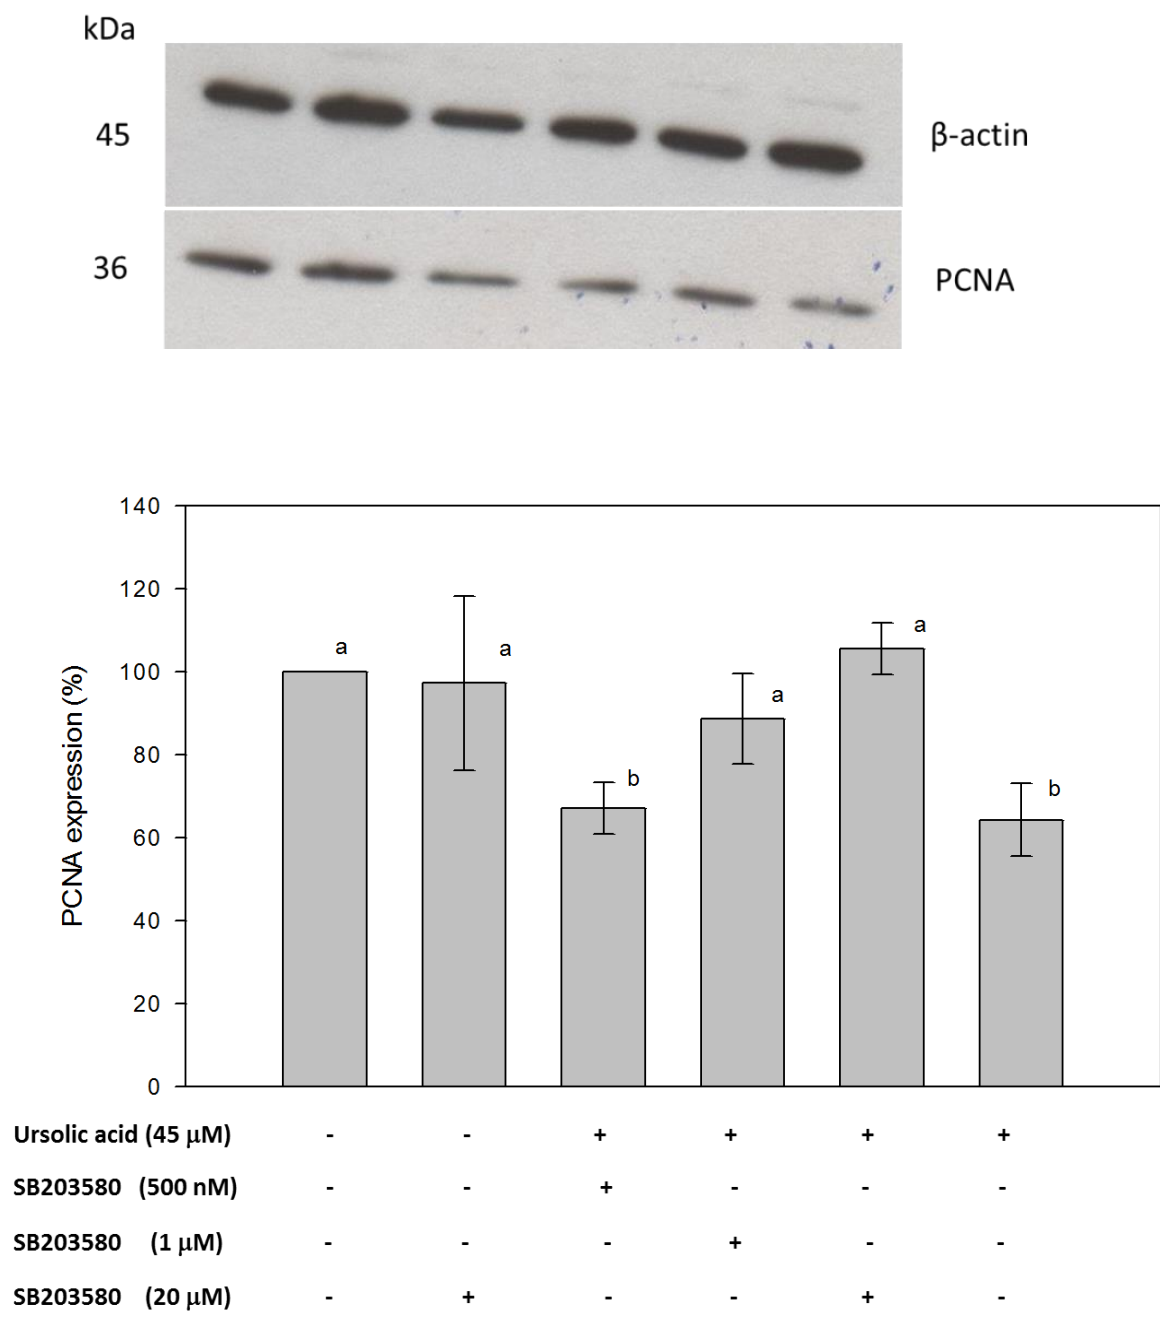 kDa
45 β-actin
36 PCNA
140
120
100
80
60
40
20
0
PCNA expression (%)
a a b a a b
Ursolic acid (45 μM) - - + + + +
SB203580 (500 nM) - - + - - -
SB203580 (1 μM) - - - + - -
SB203580 (20 μM) - + - - + -